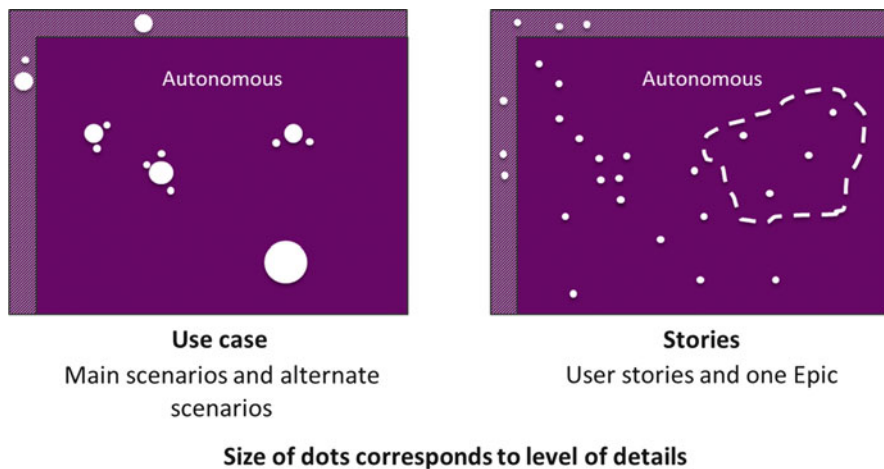 Autonomous
Autonomous
Use case
Main scenarios and alternate
scenarios
Stories
User stories and one Epic
Size of dots corresponds to level of details